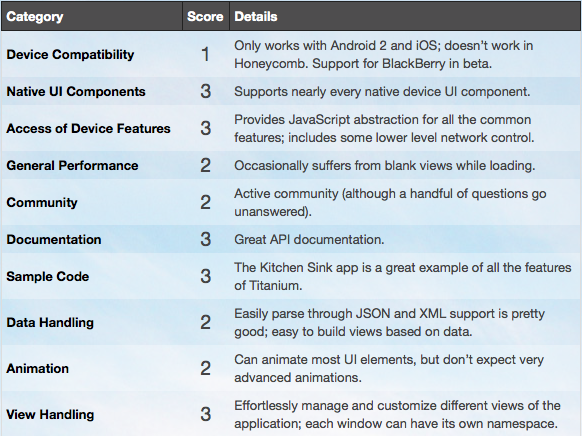 Category Score Details
Device Compatibility 1 Only works with Android 2 and iOS; doesn't work in
Honeycomb. Support for BlackBerry in beta.
Native UI Components 3 Supports nearly every native device UI component.
Access of Device Features 3 Provides JavaScript abstraction for all the common
features; includes some lower level network control.
General Performance 2 Occasionally suffers from blank views while loading.
Community 2 Active community (although a handful of questions go
unanswered).
Documentation 3 Great API documentation.
Sample Code 3 The Kitchen Sink app is a great example of all the features
of Titanium.
Data Handling 2 Easily parse through JSON and XML support is pretty
good; easy to build views based on data.
Animation 2 Can animate most UI elements, but don't expect very
advanced animations.
View Handling 3 Effortlessly manage and customize different views of the
application; each window can have its own namespace.